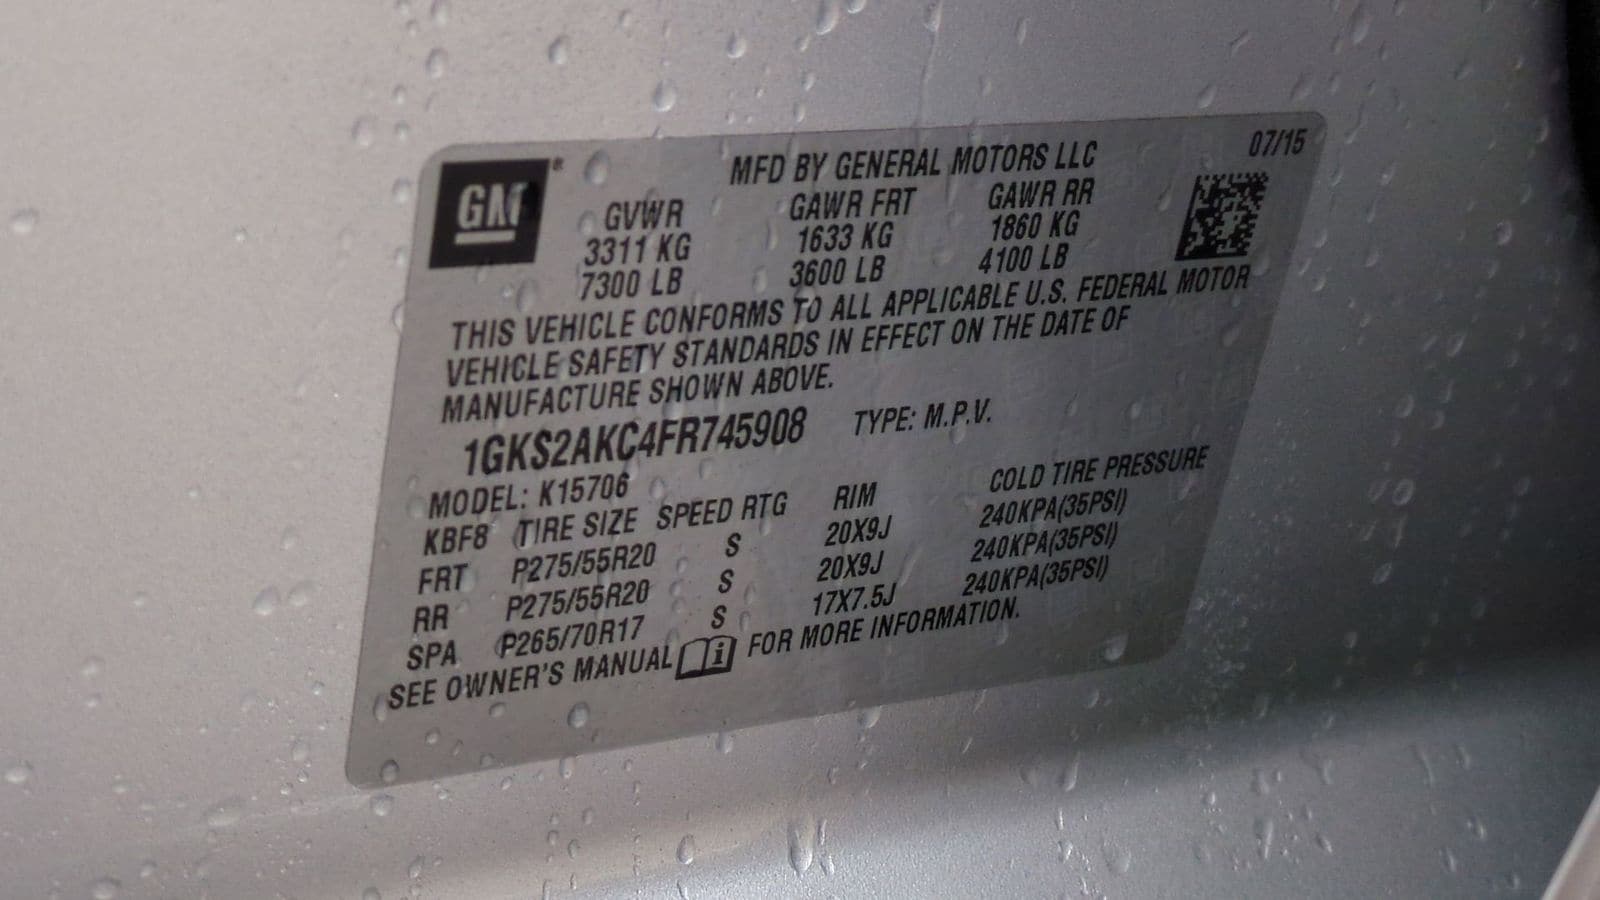 GM®
MFD BY GENERAL MOTORS LLC 07/15
GVWR GAWR FRT GAWR RR
3311 KG 1633 KG 1860 KG
7300 LB 3600 LB 4100 LB
THIS VEHICLE CONFORMS TO ALL APPLICABLE U.S. FEDERAL MOTOR
VEHICLE SAFETY STANDARDS IN EFFECT ON THE DATE OF
MANUFACTURE SHOWN ABOVE.
1GKS2AKC4FR745908 TYPE: M.P.V.
MODEL: K15706
KBF8 TIRE SIZE SPEED RTG RIM COLD TIRE PRESSURE
FRT P275/55R20 S 20X9J 240KPA(35PSI)
RR P275/55R20 S 20X9J 240KPA(35PSI)
SPA P265/70R17 S 17X7.5J 240KPA(35PSI)
SEE OWNER'S MANUAL i FOR MORE INFORMATION.